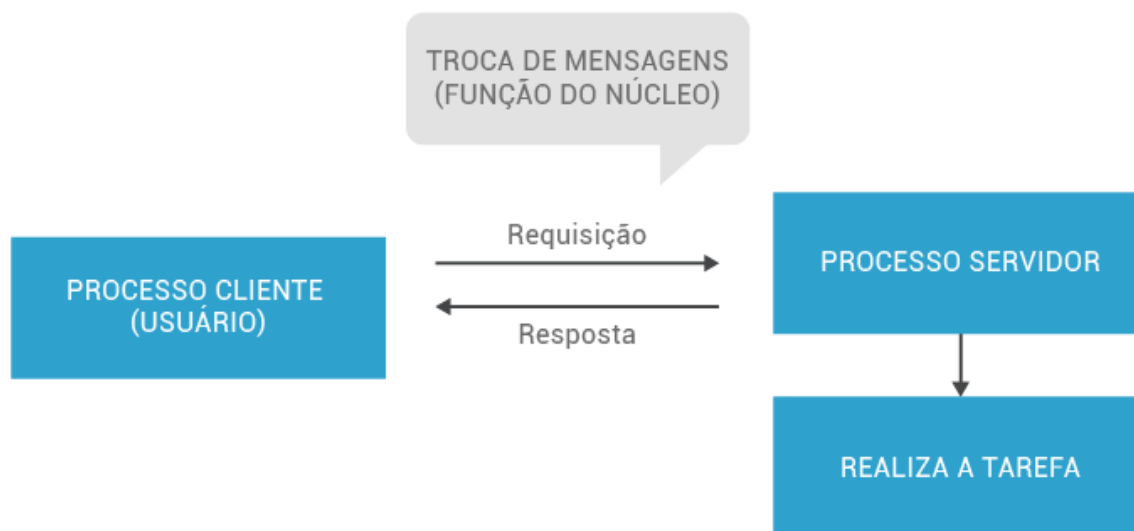 TROCA DE MENSAGENS
(FUNÇÃO DO NÚCLEO)
Requisição
PROCESSO CLIENTE
(USUÁRIO)
PROCESSO SERVIDOR
Resposta
REALIZA A TAREFA